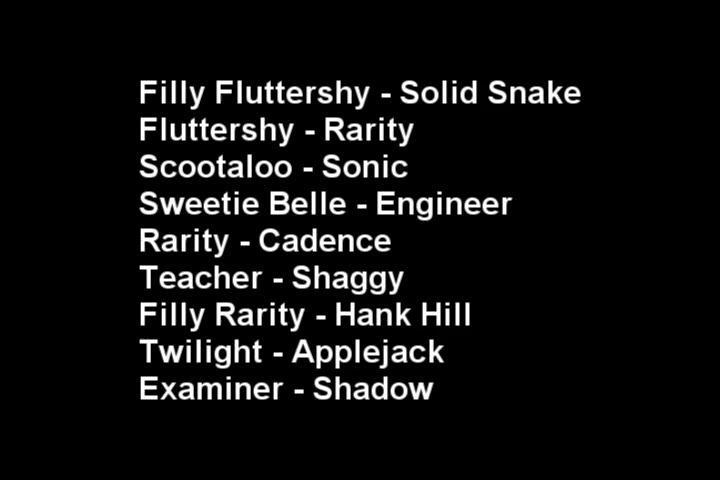 Filly Fluttershy - Solid Snake
Fluttershy - Rarity
Scootaloo - Sonic
Sweetie Belle - Engineer
Rarity - Cadence
Teacher - Shaggy
Filly Rarity - Hank Hill
Twilight - Applejack
Examiner - Shadow